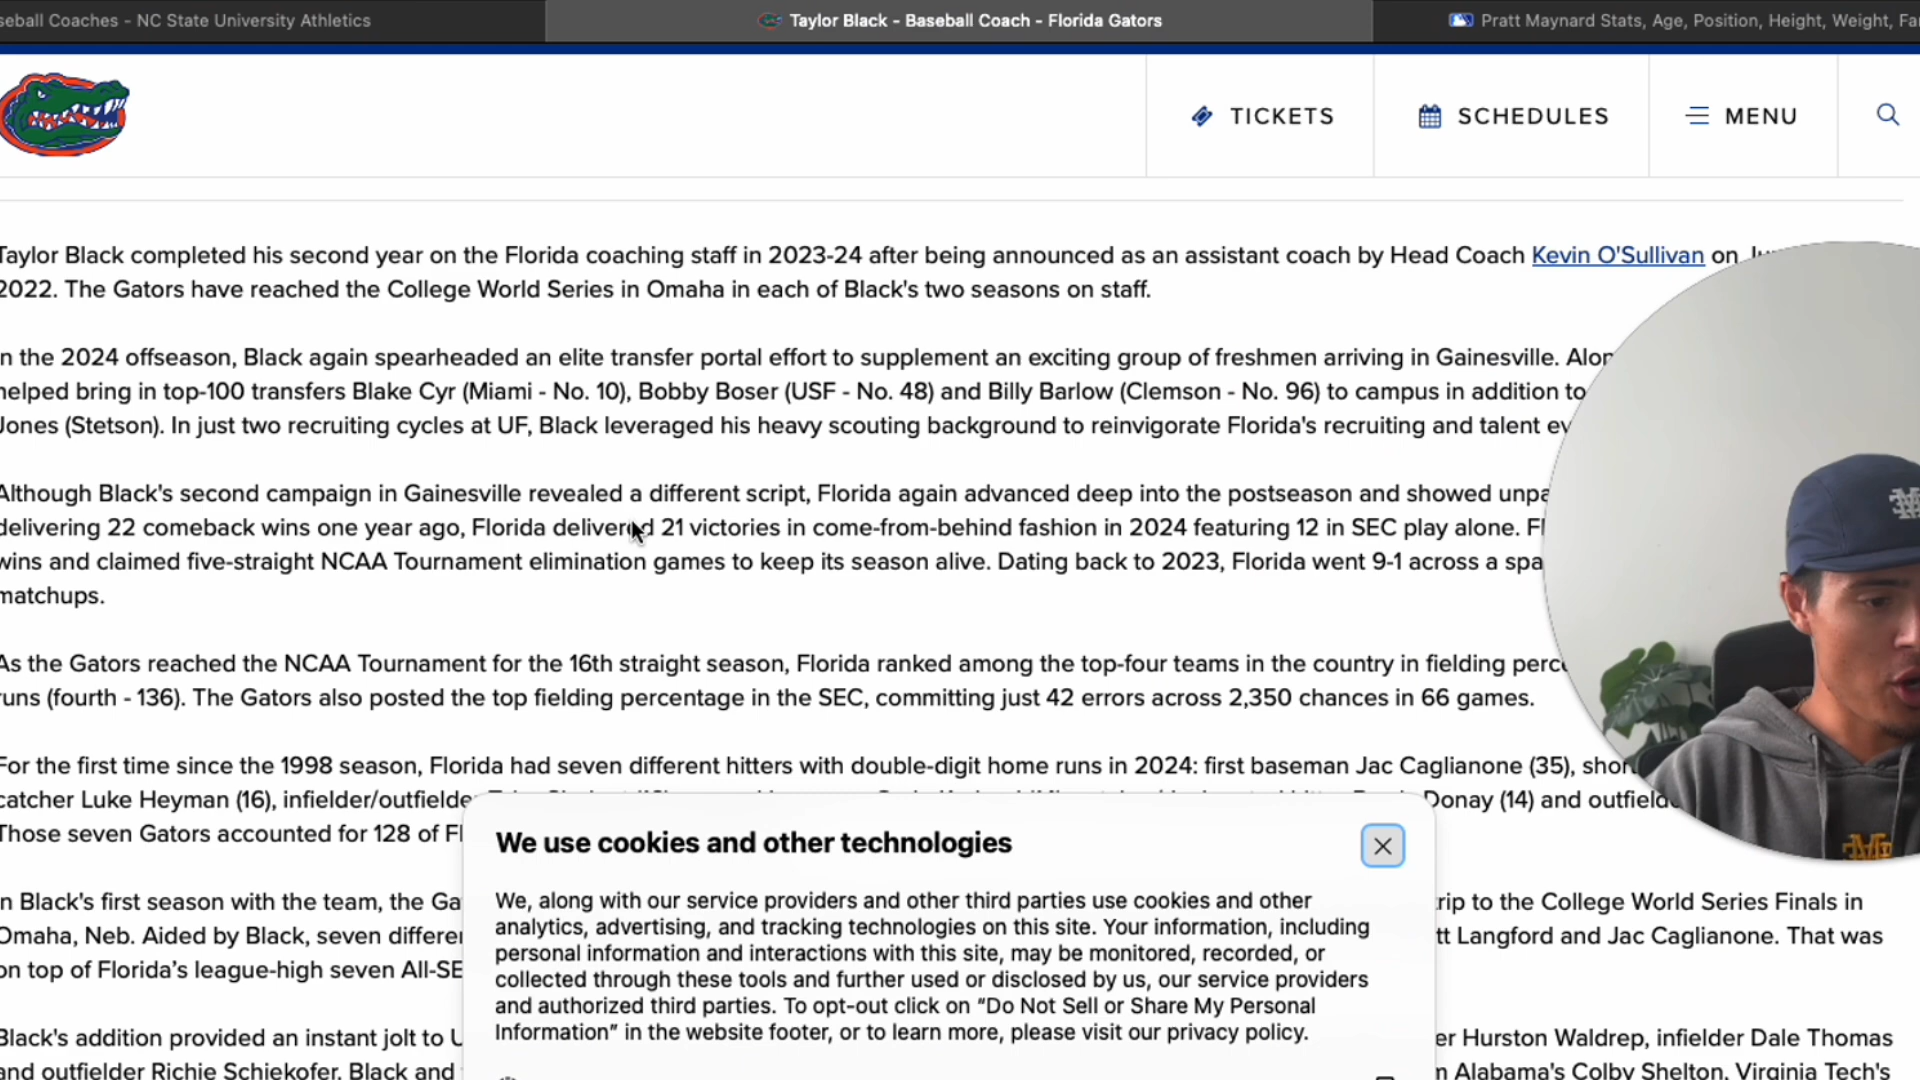 seball Coaches - NC State University Athletics
Taylor Black - Baseball Coach - Florida Gators
Pratt Maynard Stats, Age, Position, Height, Weight, Fa
TICKETS
SCHEDULES
MENU
Taylor Black completed his second year on the Florida coaching staff in 2023-24 after being announced as an assistant coach by Head Coach Kevin O'Sullivan on
2022. The Gators have reached the College World Series in Omaha in each of Black's two seasons on staff.
In the 2024 offseason, Black again spearheaded an elite transfer portal effort to supplement an exciting group of freshmen arriving in Gainesville. Alon
helped bring in top-100 transfers Blake Cyr (Miami - No. 10), Bobby Boser (USF - No. 48) and Billy Barlow (Clemson - No. 96) to campus in addition to
Jones (Stetson). In just two recruiting cycles at UF, Black leveraged his heavy scouting background to reinvigorate Florida's recruiting and talent ev
Although Black's second campaign in Gainesville revealed a different script, Florida again advanced deep into the postseason and showed unpa
delivering 22 comeback wins one year ago, Florida delivered 21 victories in come-from-behind fashion in 2024 featuring 12 in SEC play alone. Fl
wins and claimed five-straight NCAA Tournament elimination games to keep its season alive. Dating back to 2023, Florida went 9-1 across a spa
matchups.
As the Gators reached the NCAA Tournament for the 16th straight season, Florida ranked among the top-four teams in the country in fielding perc
runs (fourth - 136). The Gators also posted the top fielding percentage in the SEC, committing just 42 errors across 2,350 chances in 66 games.
For the first time since the 1998 season, Florida had seven different hitters with double-digit home runs in 2024: first baseman Jac Caglianone (35), short
catcher Luke Heyman (16), infielder/outfielder Donay (14) and outfielde
Those seven Gators accounted for 128 of Fl
In Black's first season with the team, the Ga trip to the College World Series Finals in
Omaha, Neb. Aided by Black, seven differen tt Langford and Jac Caglianone. That was
on top of Florida's league-high seven All-SE
Black's addition provided an instant jolt to U er Hurston Waldrep, infielder Dale Thomas
and outfielder Richie Schiekofer. Black and m Alabama's Colby Shelton, Virginia Tech's
We use cookies and other technologies
We, along with our service providers and other third parties use cookies and other
analytics, advertising, and tracking technologies on this site. Your information, including
personal information and interactions with this site, may be monitored, recorded, or
collected through these tools and further used or disclosed by us, our service providers
and authorized third parties. To opt-out click on "Do Not Sell or Share My Personal
Information" in the website footer, or to learn more, please visit our privacy policy.